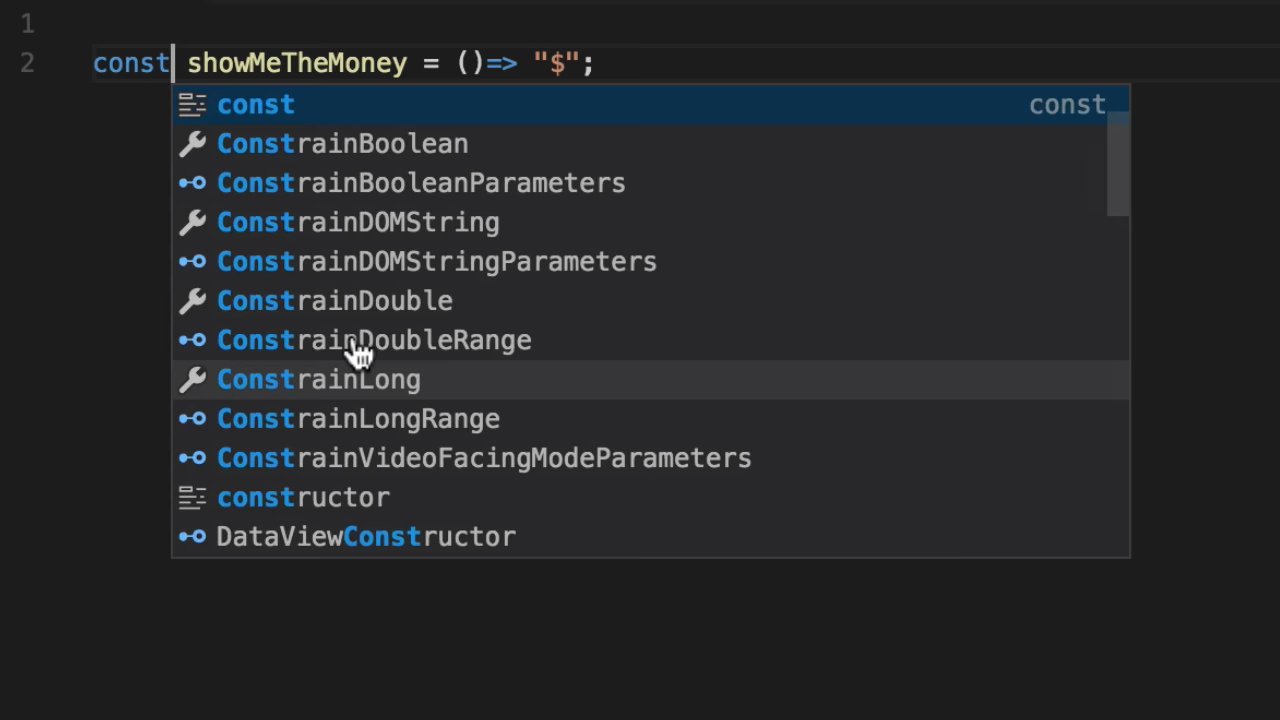 1
2 const showMeTheMoney = ()=> "$";
const const
ConstrainBoolean
ConstrainBooleanParameters
ConstrainDOMString
ConstrainDOMStringParameters
ConstrainDouble
ConstrainDoubleRange
ConstrainLong
ConstrainLongRange
ConstrainVideoFacingModeParameters
constructor
DataViewConstructor